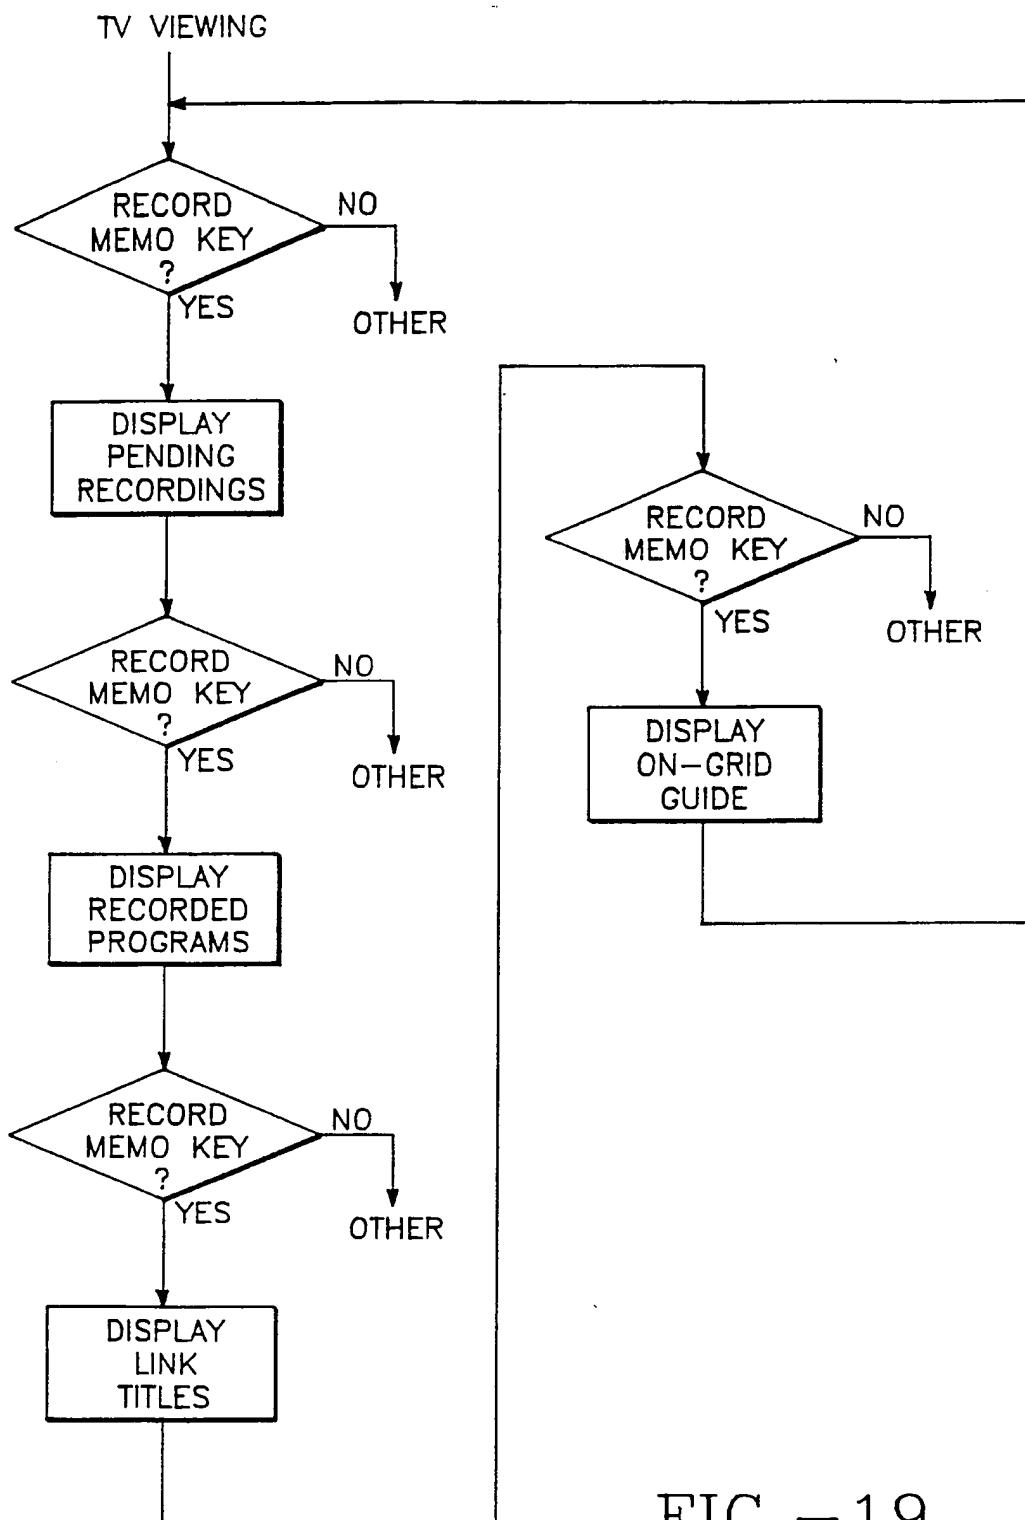 TV VIEWING
RECORD
MEMO KEY
?
NO
YES
OTHER
DISPLAY
PENDING
RECORDINGS
RECORD
MEMO KEY
?
NO
YES
OTHER
DISPLAY
RECORDED
PROGRAMS
RECORD
MEMO KEY
?
NO
YES
OTHER
DISPLAY
LINK
TITLES
RECORD
MEMO KEY
?
NO
YES
OTHER
DISPLAY
ON-GRID
GUIDE
FIG.-19